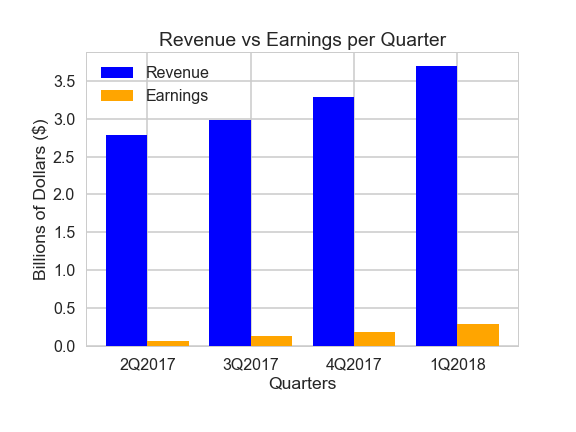 Revenue vs Earnings per Quarter
Revenue
Earnings
Billions of Dollars ($)
3.5
3.0
2.5
2.0
1.5
1.0
0.5
0.0
2Q2017 3Q2017 4Q2017 1Q2018
Quarters